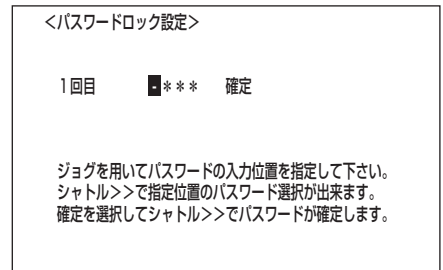 <パスワードロック設定>
1回目 -*** 確定
ジョグを用いてパスワードの入力位置を指定して下さい。
シャトル>>で指定位置のパスワード選択が出来ます。
確定を選択してシャトル>>でパスワードが確定します。